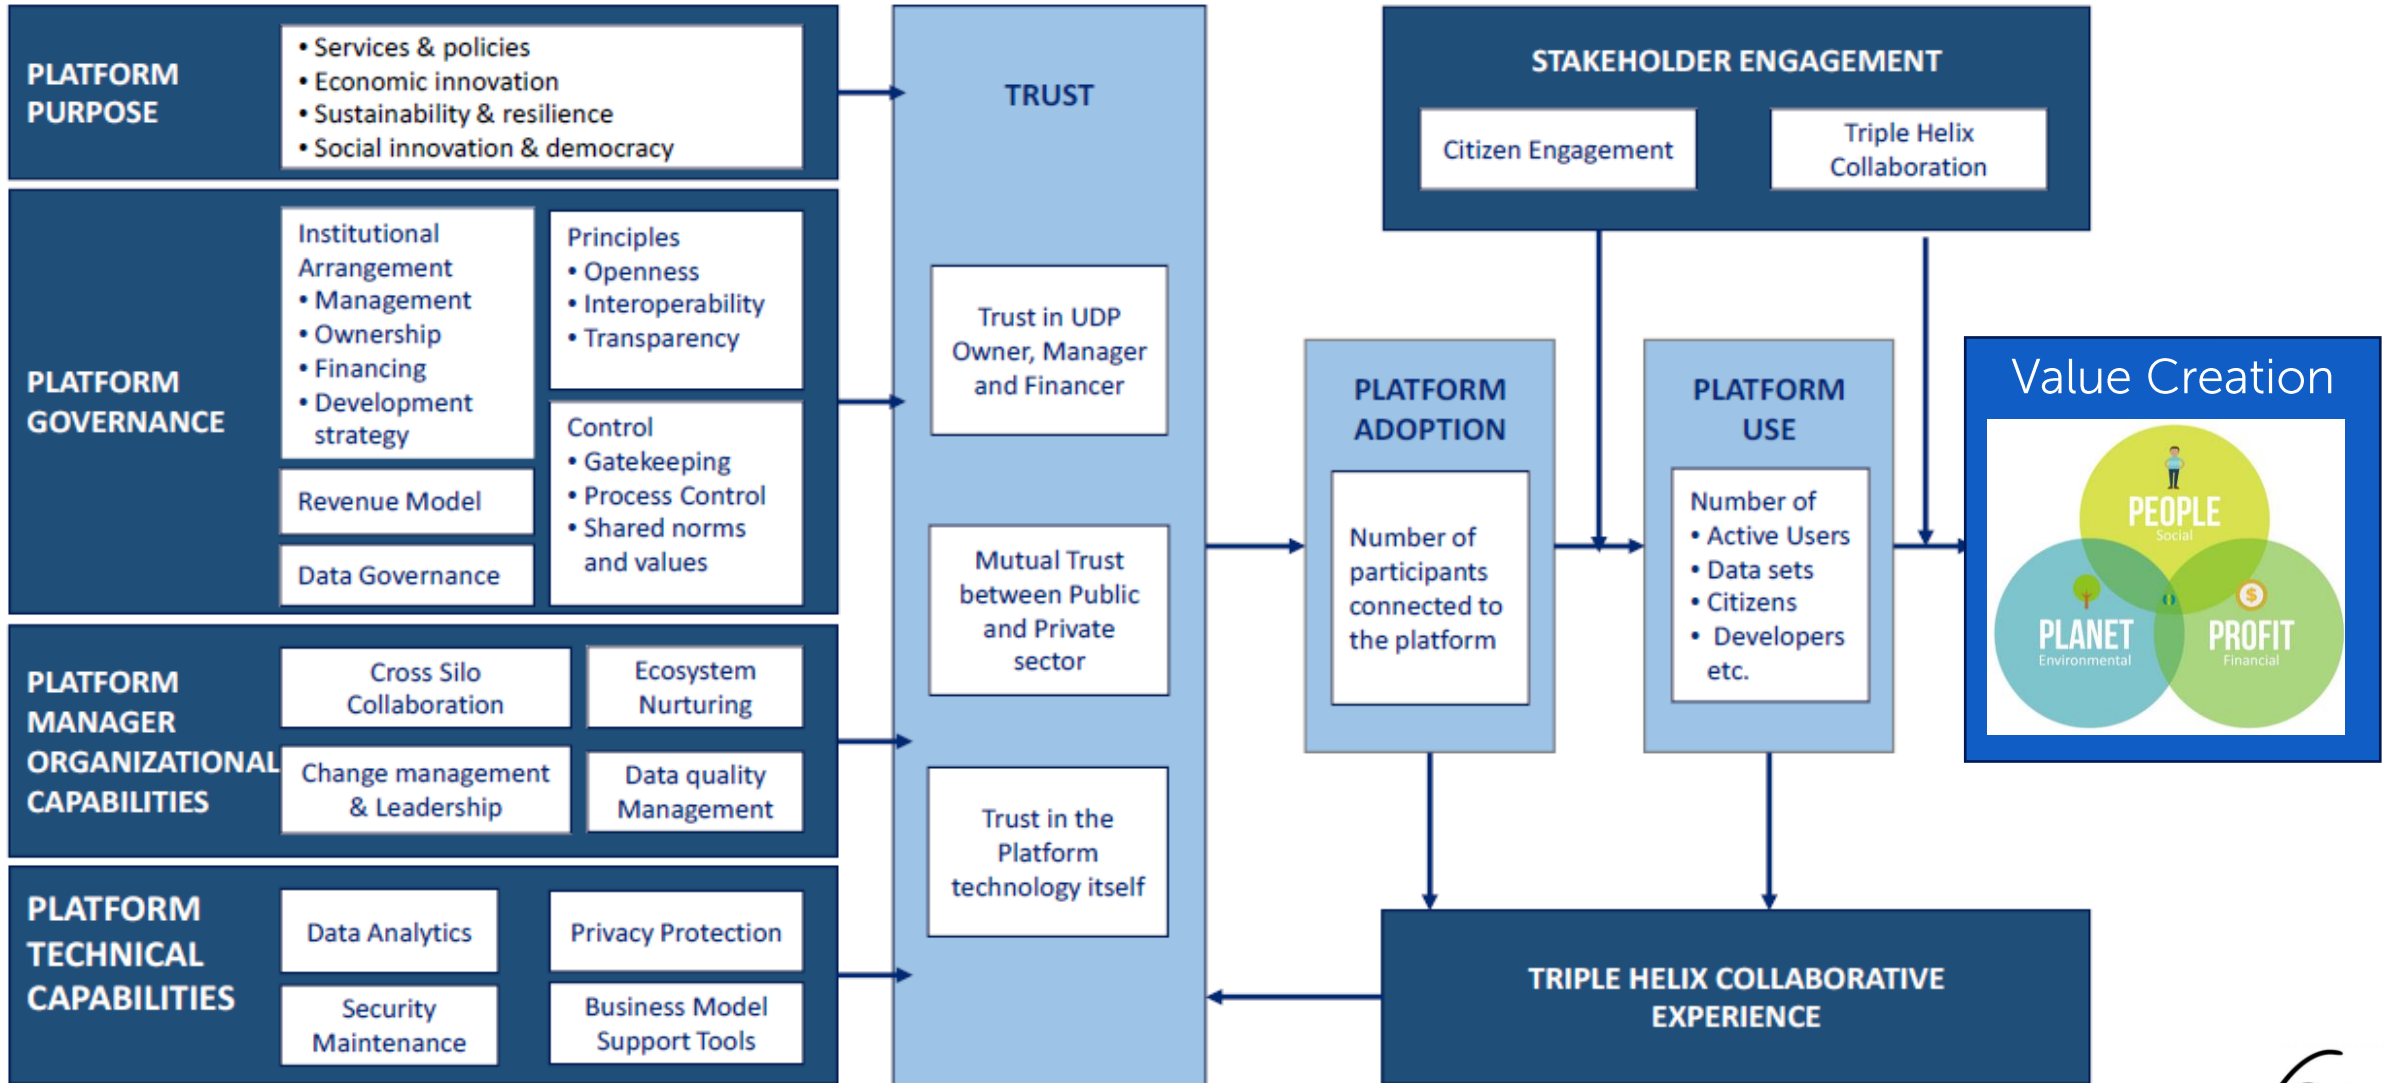 PLATFORM
PURPOSE
• Services & policies
• Economic innovation
• Sustainability & resilience
• Social innovation & democracy
PLATFORM
GOVERNANCE
Institutional
Arrangement
• Management
• Ownership
• Financing
• Development
strategy
Revenue Model
Data Governance
Principles
• Openness
• Interoperability
• Transparency
Control
• Gatekeeping
• Process Control
• Shared norms
and values
PLATFORM
MANAGER
ORGANIZATIONAL
CAPABILITIES
Cross Silo
Collaboration
Ecosystem
Nurturing
Change management
& Leadership
Data quality
Management
PLATFORM
TECHNICAL
CAPABILITIES
Data Analytics
Privacy Protection
Security
Maintenance
Business Model
Support Tools
TRUST
Trust in UDP
Owner, Manager
and Financer
Mutual Trust
between Public
and Private
sector
Trust in the
Platform
technology itself
STAKEHOLDER ENGAGEMENT
Citizen Engagement
Triple Helix
Collaboration
PLATFORM
ADOPTION
Number of
participants
connected to
the platform
PLATFORM
USE
Number of
• Active Users
• Data sets
• Citizens
• Developers
etc.
Value Creation
PEOPLE
Social
PLANET
Environmental
$
PROFIT
Financial
TRIPLE HELIX COLLABORATIVE
EXPERIENCE